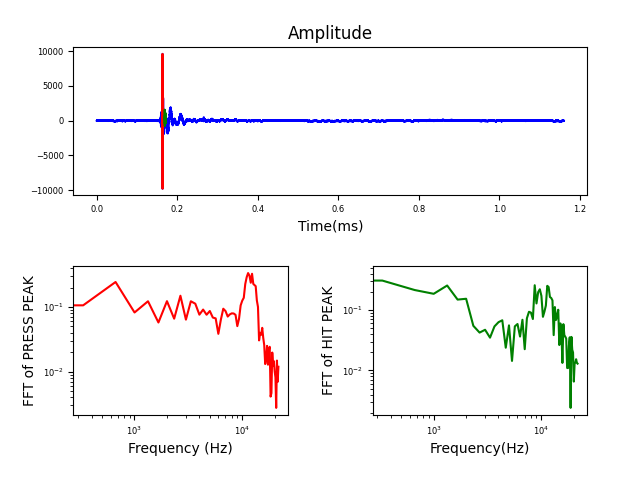 Amplitude
10000
5000
0
−5000
−10000
0.0 0.2 0.4 0.6 0.8 1.0 1.2
Time(ms)
FFT of PRESS PEAK
10⁻¹
10⁻²
10³ 10⁴
Frequency (Hz)
FFT of HIT PEAK
10⁻¹
10⁻²
10³ 10⁴
Frequency(Hz)